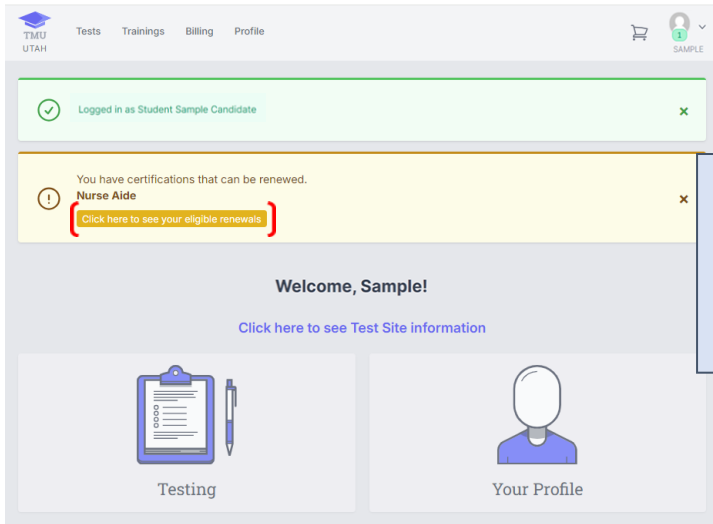 TMU
UTAH
Tests Trainings Billing Profile
1
SAMPLE
Logged in as Student Sample Candidate
You have certifications that can be renewed.
Nurse Aide
Click here to see your eligible renewals
Welcome, Sample!
Click here to see Test Site information
Testing
Your Profile